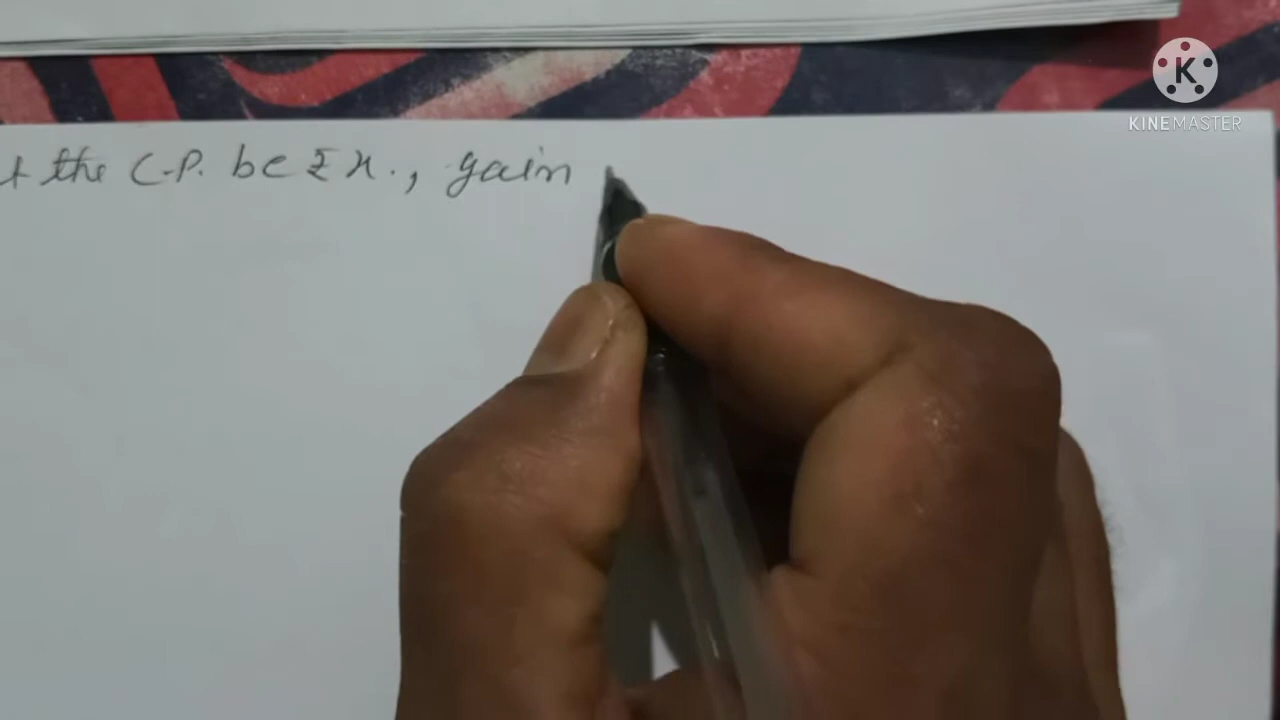 the C.P. be ₹ x., gain
K
KINEMASTER